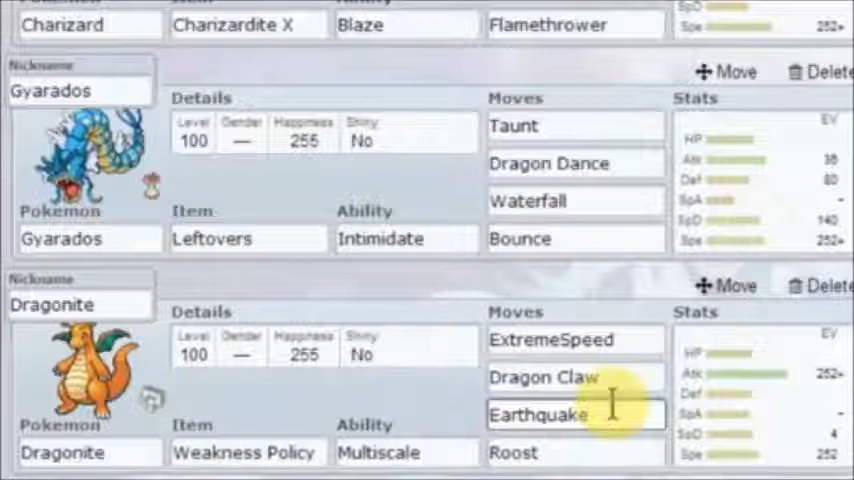 Charizard Charizardite X Blaze Flamethrower SpD
Spe 252+
Nickname Move Delete
Gyarados
Details Moves Stats
Level Gender Happiness Shiny Taunt EV
100 — 255 No HP
Dragon Dance Atk
Def 80
Waterfall SpA -
Pokemon Item Ability SpD 140
Gyarados Leftovers Intimidate Bounce Spe 252+
Nickname Move Delete
Dragonite
Details Moves Stats
Level Gender Happiness Shiny ExtremeSpeed EV
100 — 255 No HP
Dragon Claw Atk 252+
Def
Earthquake SpA -
Pokemon Item Ability SpD 4
Dragonite Weakness Policy Multiscale Roost Spe 252